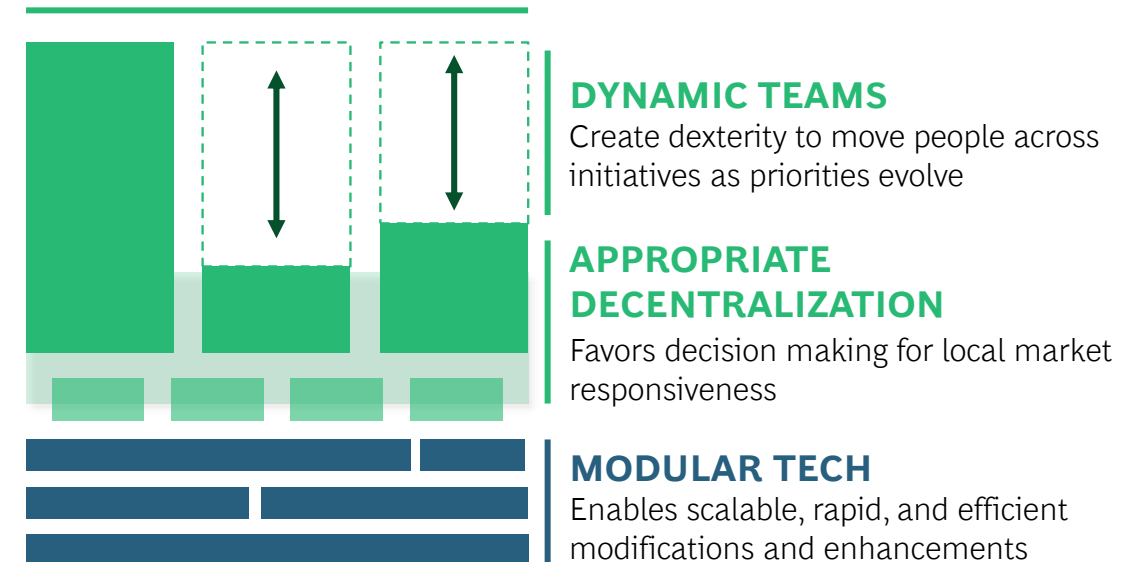 DYNAMIC TEAMS
Create dexterity to move people across
initiatives as priorities evolve
APPROPRIATE
DECENTRALIZATION
Favors decision making for local market
responsiveness
MODULAR TECH
Enables scalable, rapid, and efficient
modifications and enhancements